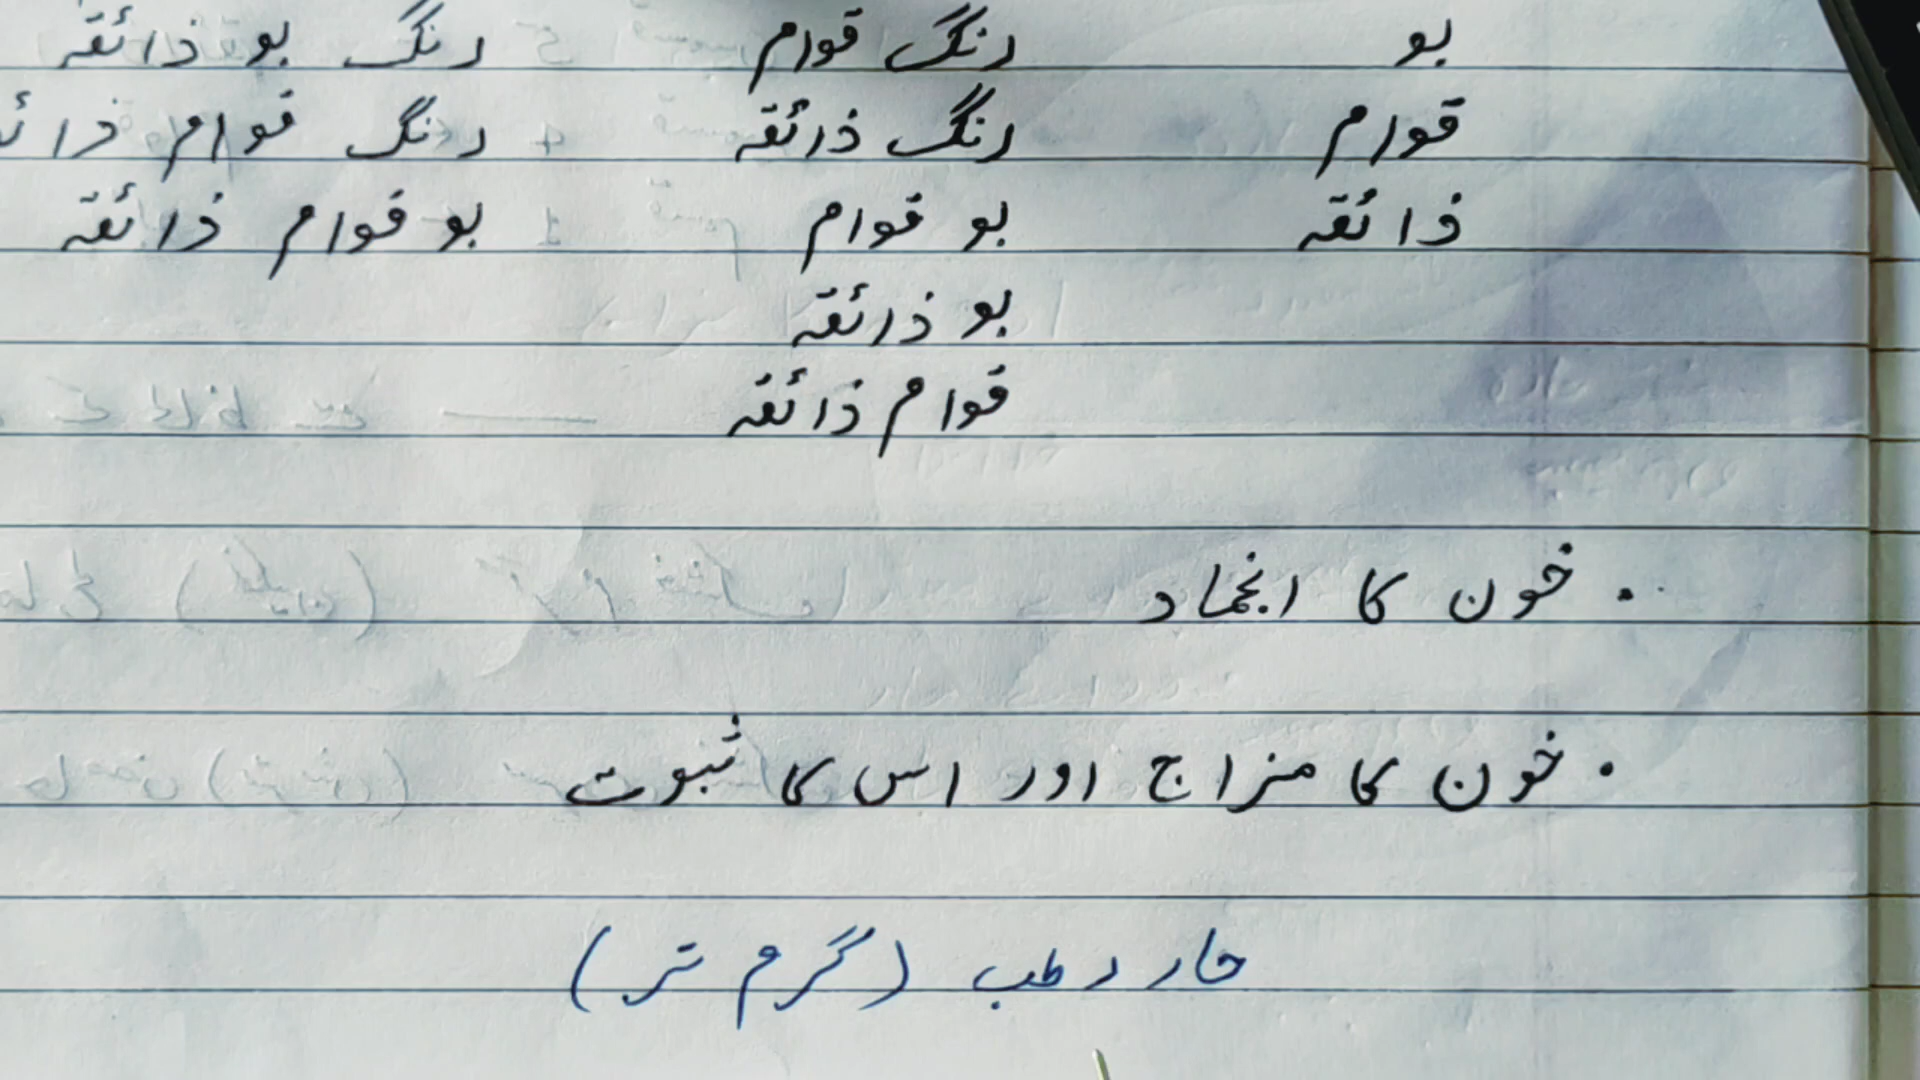 بو	رنگ قوام	رنگ بو ذائقہ
قوام	رنگ ذائقہ	رنگ قوام
ذائقہ	بو قوام	بو قوام ذائقہ
بو ذائقہ
قوام ذائقہ
. خون کا انجماد
. خون کا مزاج اور اس کا ثبوت
حار رطب (گرم تر)